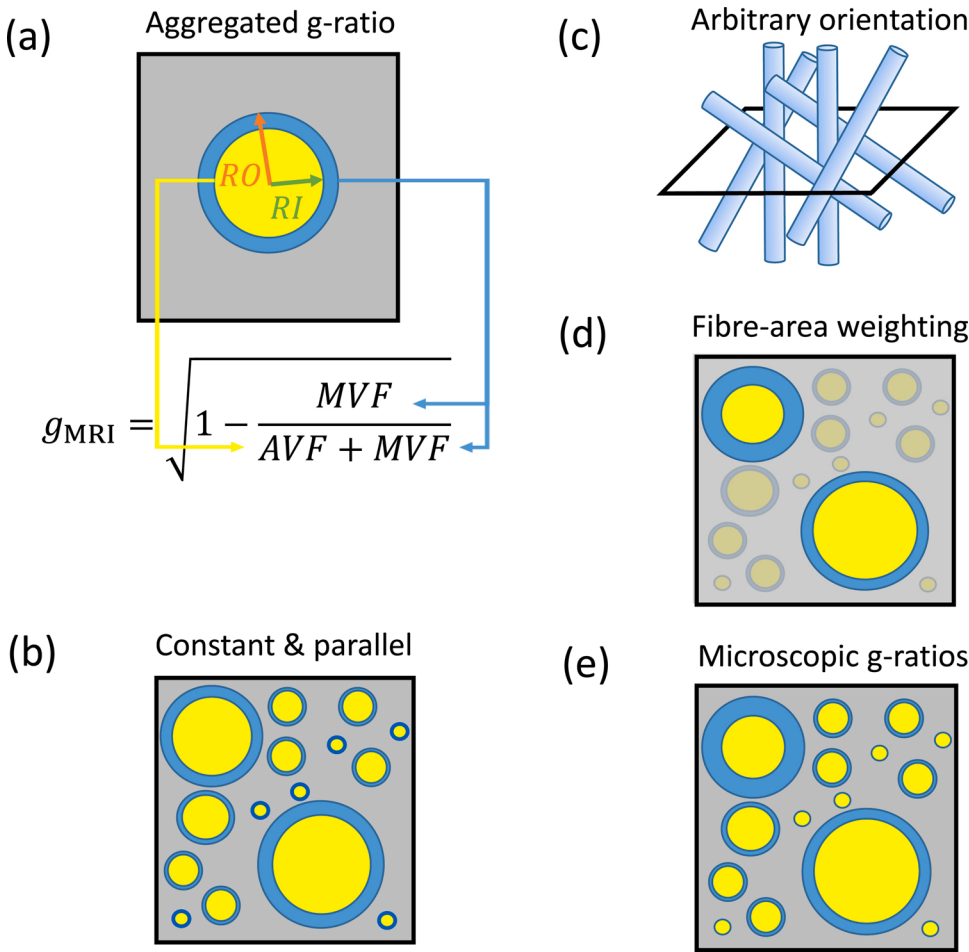 (a)
Aggregated g-ratio
RO
RI
g_MRI = √(1 − MVF / (AVF + MVF))
(b)
Constant & parallel
(c)
Arbitrary orientation
(d)
Fibre-area weighting
(e)
Microscopic g-ratios